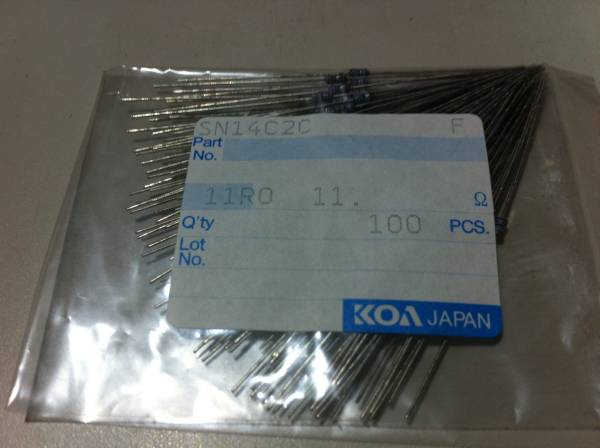 SN14C2C F
Part
No.
11R0 11. Ω
Q'ty 100 PCS.
Lot
No.
KOA JAPAN